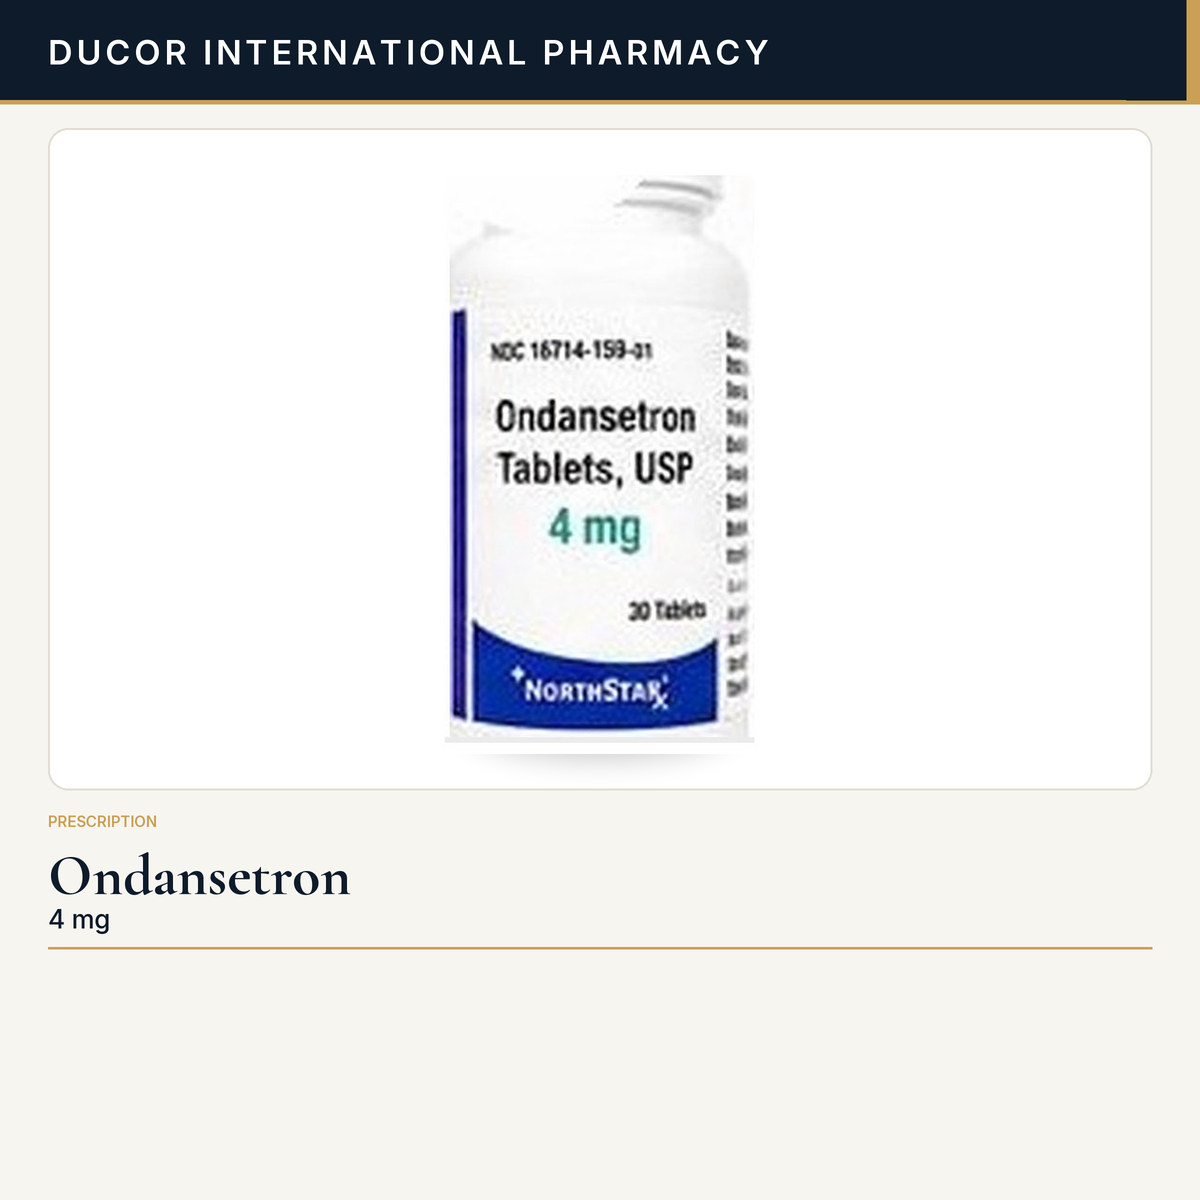 DUCOR INTERNATIONAL PHARMACY
NDC 16714-159-01
Ondansetron
Tablets, USP
4 mg
30 Tablets
NORTHSTAR
PRESCRIPTION
Ondansetron
4 mg